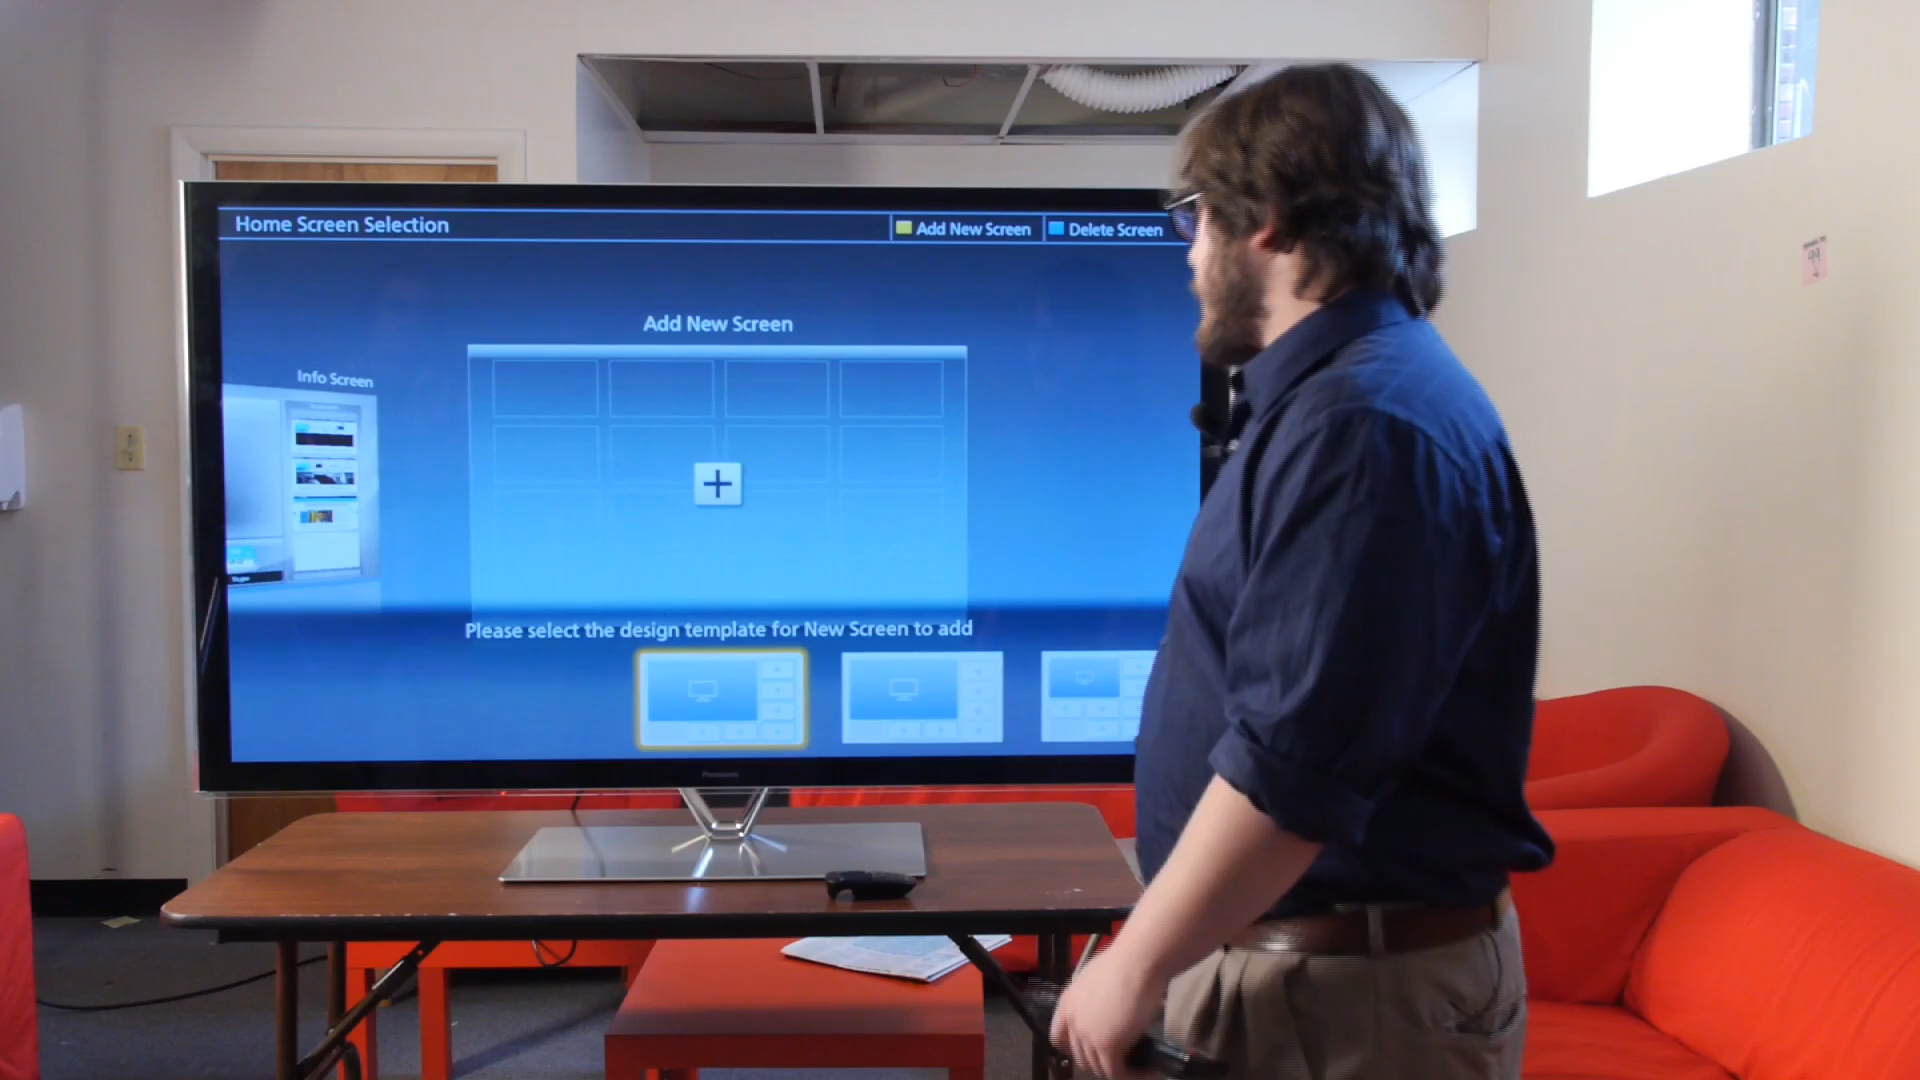 Home Screen Selection
Add New Screen
Delete Screen
Add New Screen
Info Screen
Please select the design template for New Screen to add
Panasonic